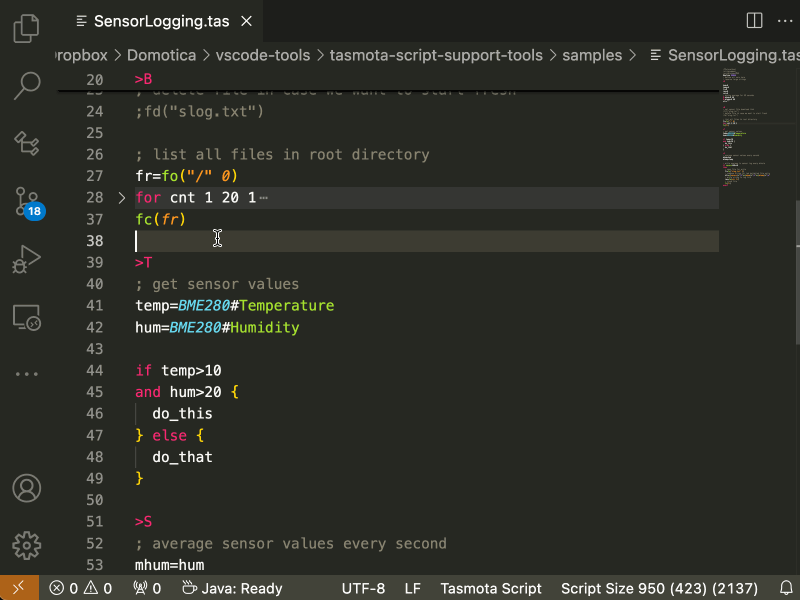 SensorLogging.tas
ropbox > Domotica > vscode-tools > tasmota-script-support-tools > samples > SensorLogging.tas
20 >B
; delete file in case we want to start fresh
24 ;fd("slog.txt")
25
26 ; list all files in root directory
27 fr=fo("/" 0)
28 for cnt 1 20 1⋯
37 fc(fr)
38
39 >T
40 ; get sensor values
41 temp=BME280#Temperature
42 hum=BME280#Humidity
43
44 if temp>10
45 and hum>20 {
46 do_this
47 } else {
48 do_that
49 }
50
51 >S
52 ; average sensor values every second
53 mhum=hum
18
0 0 0 Java: Ready UTF-8 LF Tasmota Script Script Size 950 (423) (2137)